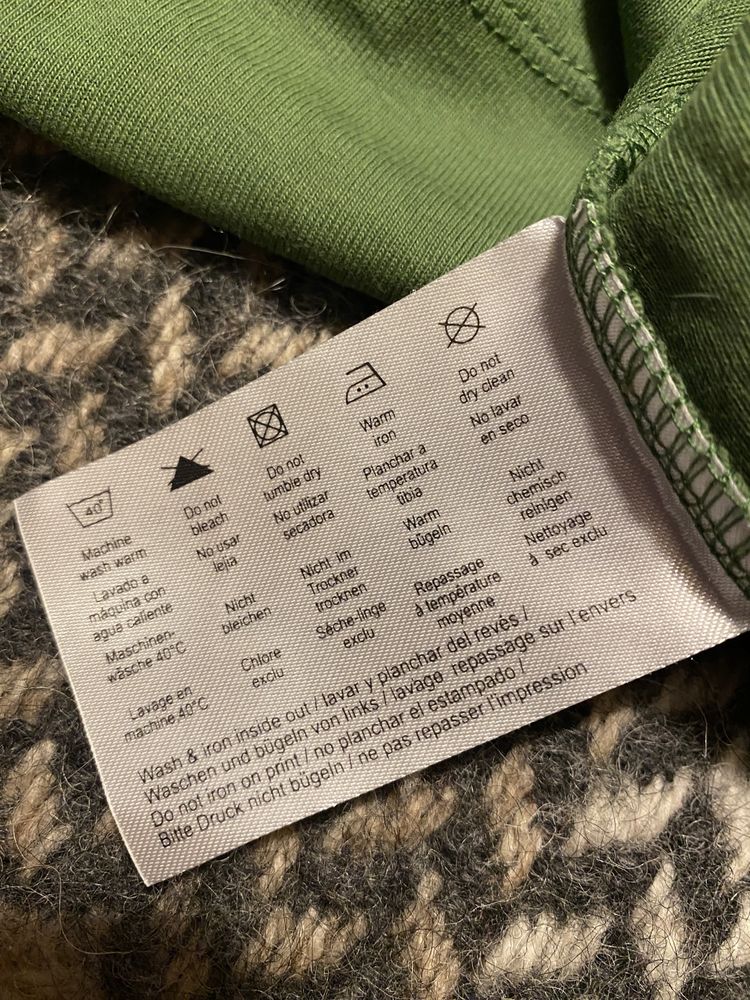 40°
Machine
wash warm
Lavado a
máquina con
agua caliente
Maschinen-
wäsche 40°C
Lavage en
machine 40°C
Do not
bleach
No usar
lejía
Nicht
bleichen
Chlore
exclu
Do not
tumble dry
No utilizar
secadora
Nicht im
Trockner
trocknen
Séche-linge
exclu
Warm
iron
Planchar a
temperatura
tibia
Warm
bügeln
Repassage
à température
moyenne
Do not
dry clean
No lavar
en seco
Nicht
chemisch
reinigen
Nettoyage
à sec exclu
Wash & iron inside out / lavar y planchar del revés /
Waschen und bügeln von links / lavage repassage sur l'envers
Do not iron on print / no planchar el estampado /
Bitte Druck nicht bügeln / ne pas repasser l'impression